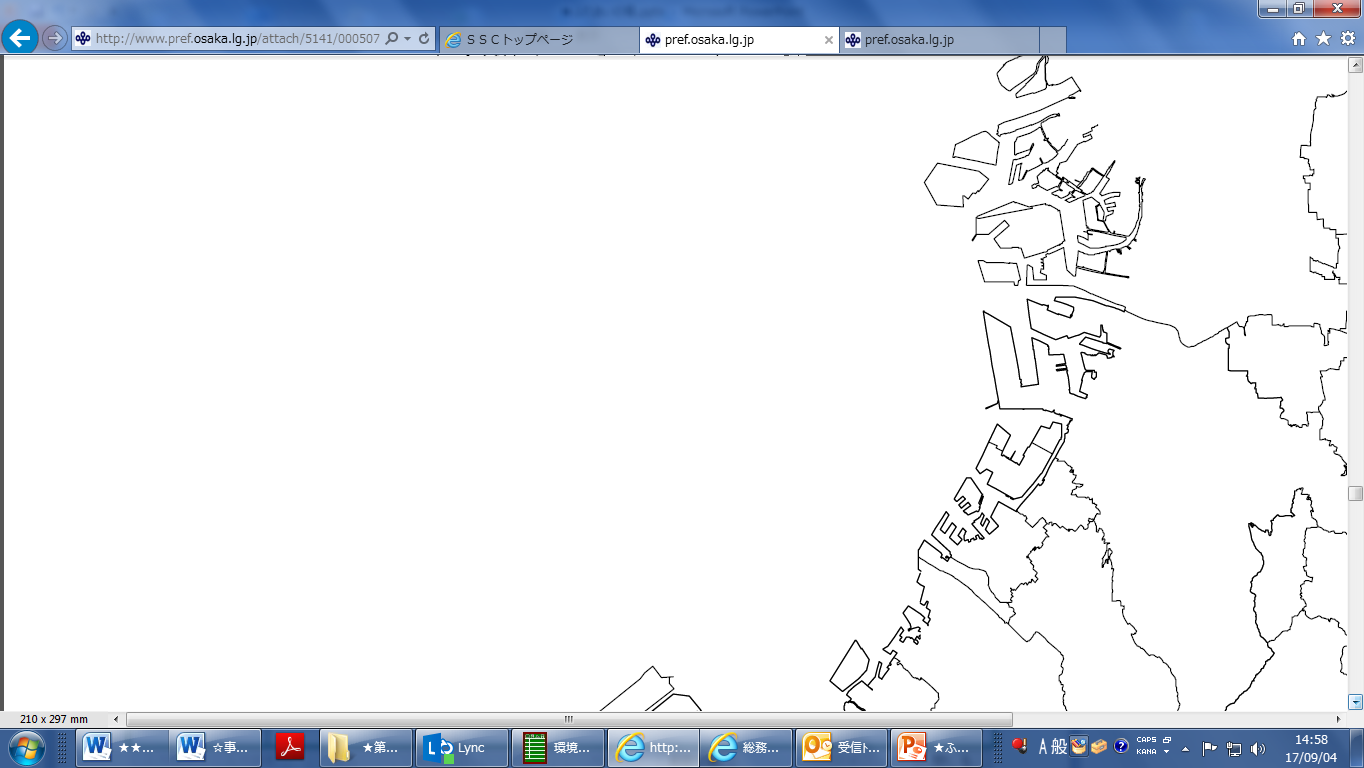 http://www.pref.osaka.lg.jp/attach/5141/000507
ＳＳＣトップページ
pref.osaka.lg.jp
pref.osaka.lg.jp
210 x 297 mm
★★...
☆事...
★第...
Lync
環境...
http:...
総務...
受信ト...
★ふ...
A 般
CAPS
KANA
14:58
17/09/04